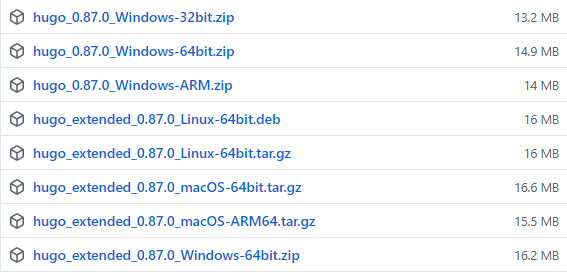 hugo_0.87.0_Windows-32bit.zip 13.2 MB
hugo_0.87.0_Windows-64bit.zip 14.9 MB
hugo_0.87.0_Windows-ARM.zip 14 MB
hugo_extended_0.87.0_Linux-64bit.deb 16 MB
hugo_extended_0.87.0_Linux-64bit.tar.gz 16 MB
hugo_extended_0.87.0_macOS-64bit.tar.gz 16.6 MB
hugo_extended_0.87.0_macOS-ARM64.tar.gz 15.5 MB
hugo_extended_0.87.0_Windows-64bit.zip 16.2 MB